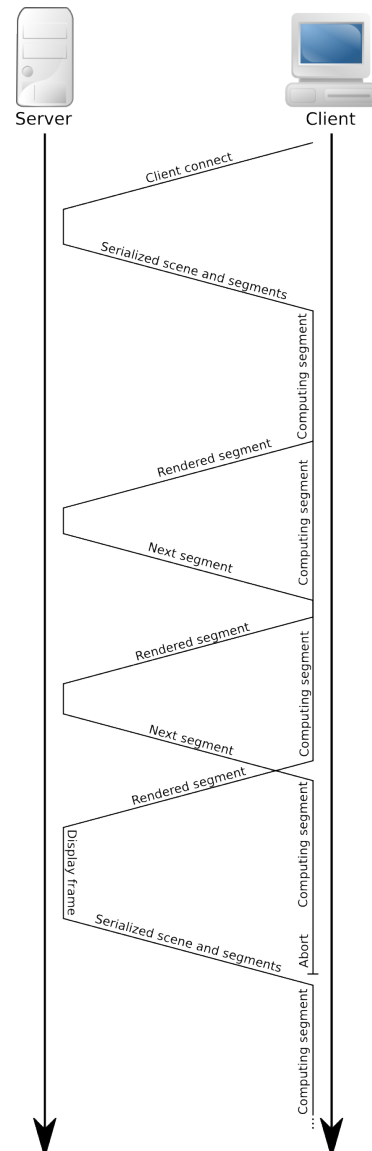 Server
Client
Client connect
Serialized scene and segments
Computing segment
Rendered segment
Computing segment
Next segment
Rendered segment
Computing segment
Next segment
Rendered segment
Computing segment
Display frame
Serialized scene and segments
Abort
Computing segment
...